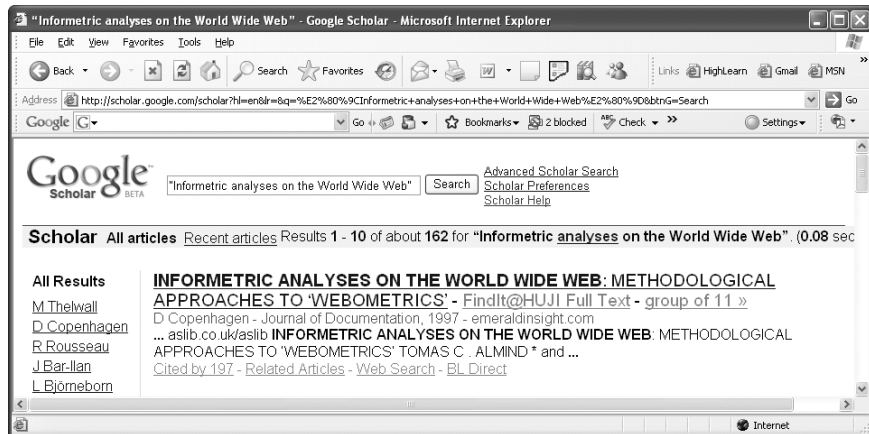 "Informetric analyses on the World Wide Web" - Google Scholar - Microsoft Internet Explorer
File Edit View Favorites Tools Help
Back Search Favorites Links HighLearn Gmail MSN »
Address http://scholar.google.com/scholar?hl=en&lr=&q=%E2%80%9CInformetric+analyses+on+the+World+Wide+Web%E2%80%9D&btnG=Search Go
Google G Go Bookmarks 2 blocked ABC Check » Settings
Google Scholar BETA
"Informetric analyses on the World Wide Web" Search
Advanced Scholar Search
Scholar Preferences
Scholar Help
Scholar All articles Recent articles Results 1 - 10 of about 162 for "Informetric analyses on the World Wide Web". (0.08 sec
All Results
M Thelwall
D Copenhagen
R Rousseau
J Bar-Ilan
L Björneborn
INFORMETRIC ANALYSES ON THE WORLD WIDE WEB: METHODOLOGICAL
APPROACHES TO 'WEBOMETRICS' - FindIt@HUJI Full Text - group of 11 »
D Copenhagen - Journal of Documentation, 1997 - emeraldinsight.com
... aslib.co.uk/aslib INFORMETRIC ANALYSES ON THE WORLD WIDE WEB: METHODOLOGICAL
APPROACHES TO 'WEBOMETRICS' TOMAS C . ALMIND * and ...
Cited by 197 - Related Articles - Web Search - BL Direct
Internet